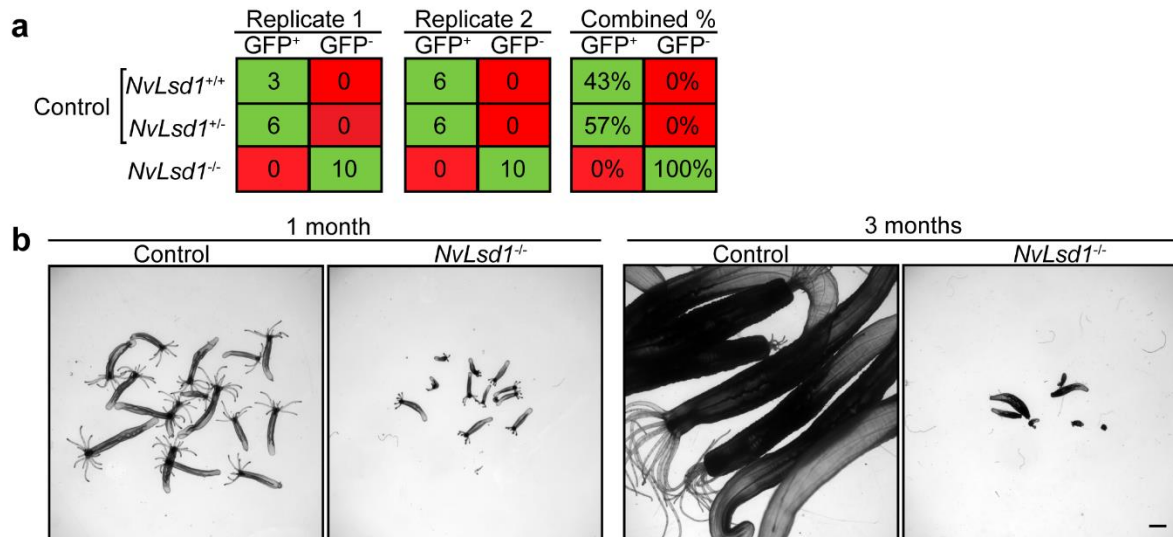 a
Replicate 1 Replicate 2 Combined %
GFP⁺ GFP⁻ GFP⁺ GFP⁻ GFP⁺ GFP⁻
Control
NvLsd1⁺/⁺ 3 0 6 0 43% 0%
NvLsd1⁺/⁻ 6 0 6 0 57% 0%
NvLsd1⁻/⁻ 0 10 0 10 0% 100%
b
1 month 3 months
Control NvLsd1⁻/⁻ Control NvLsd1⁻/⁻